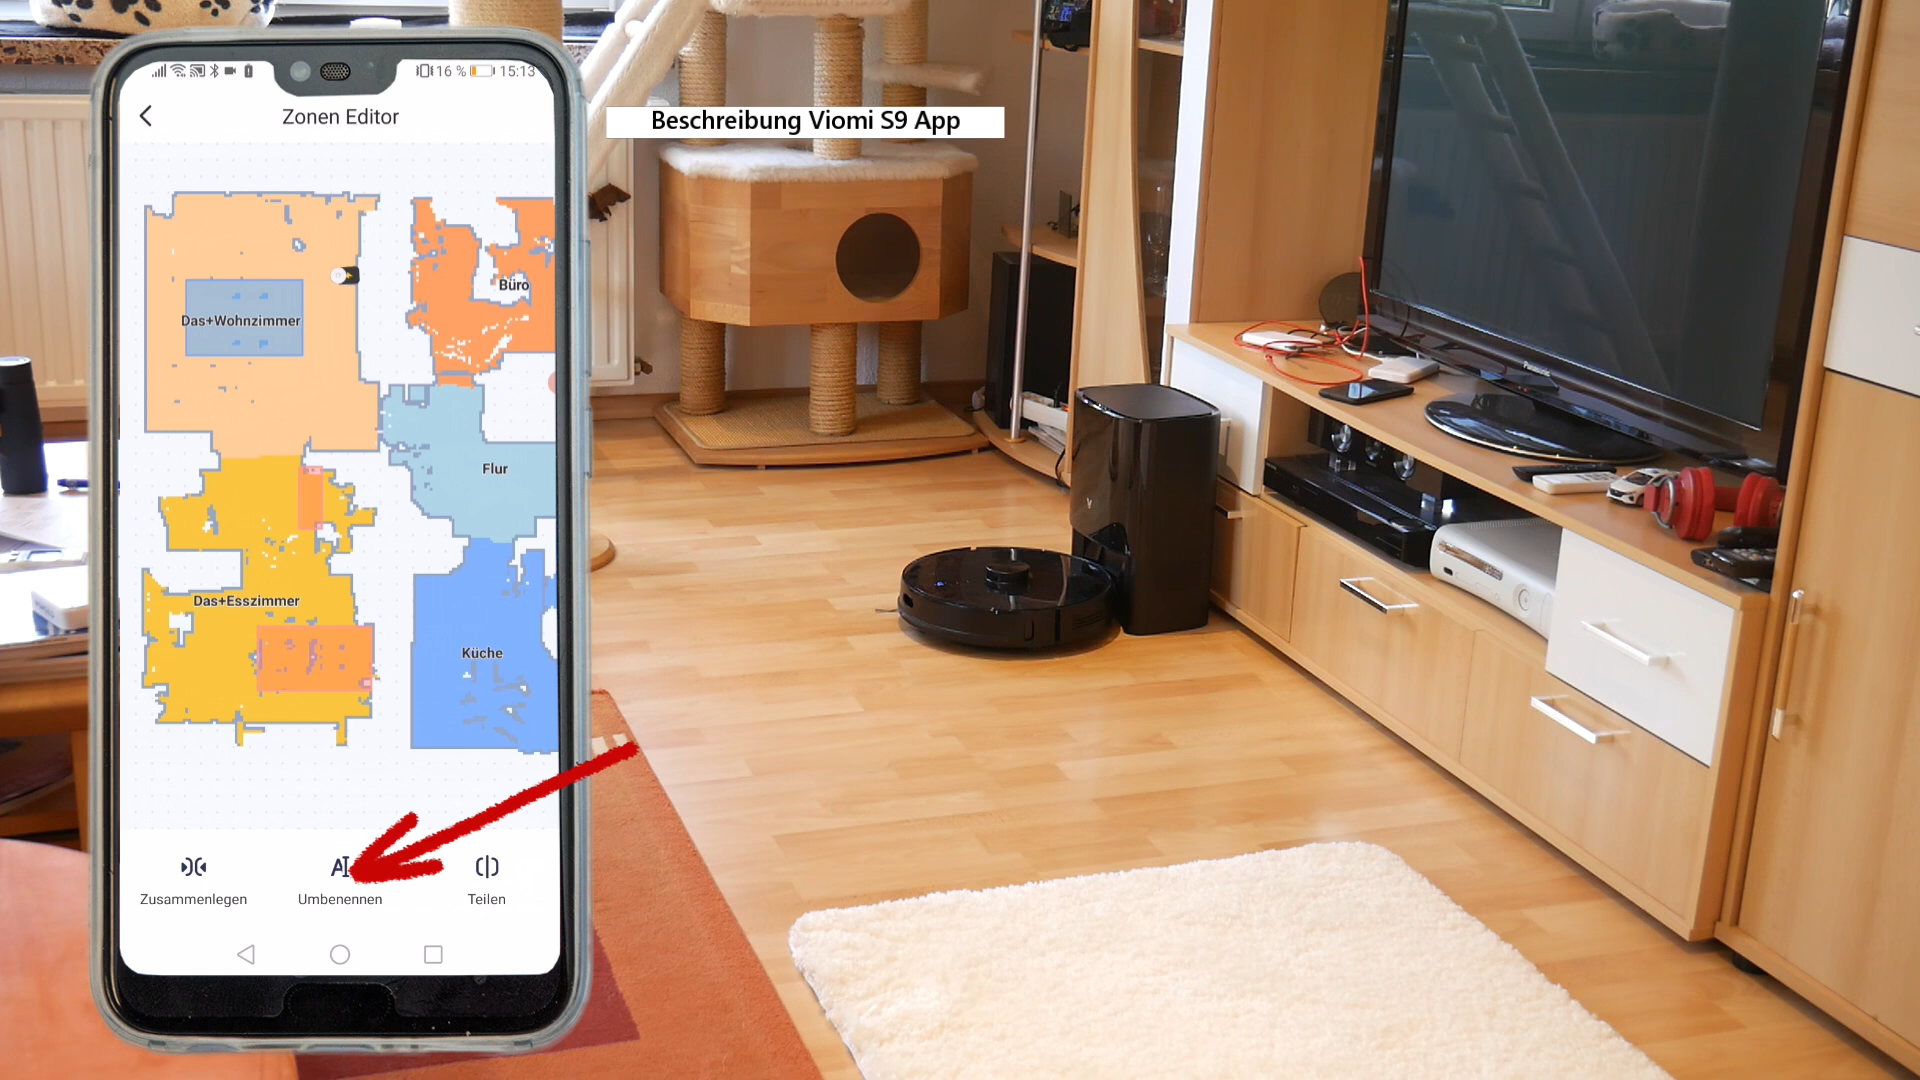 16 % 15:13
Zonen Editor
Beschreibung Viomi S9 App
Büro
Das+Wohnzimmer
Flur
Das+Esszimmer
Küche
Zusammenlegen
Umbenennen
Teilen
Panasonic